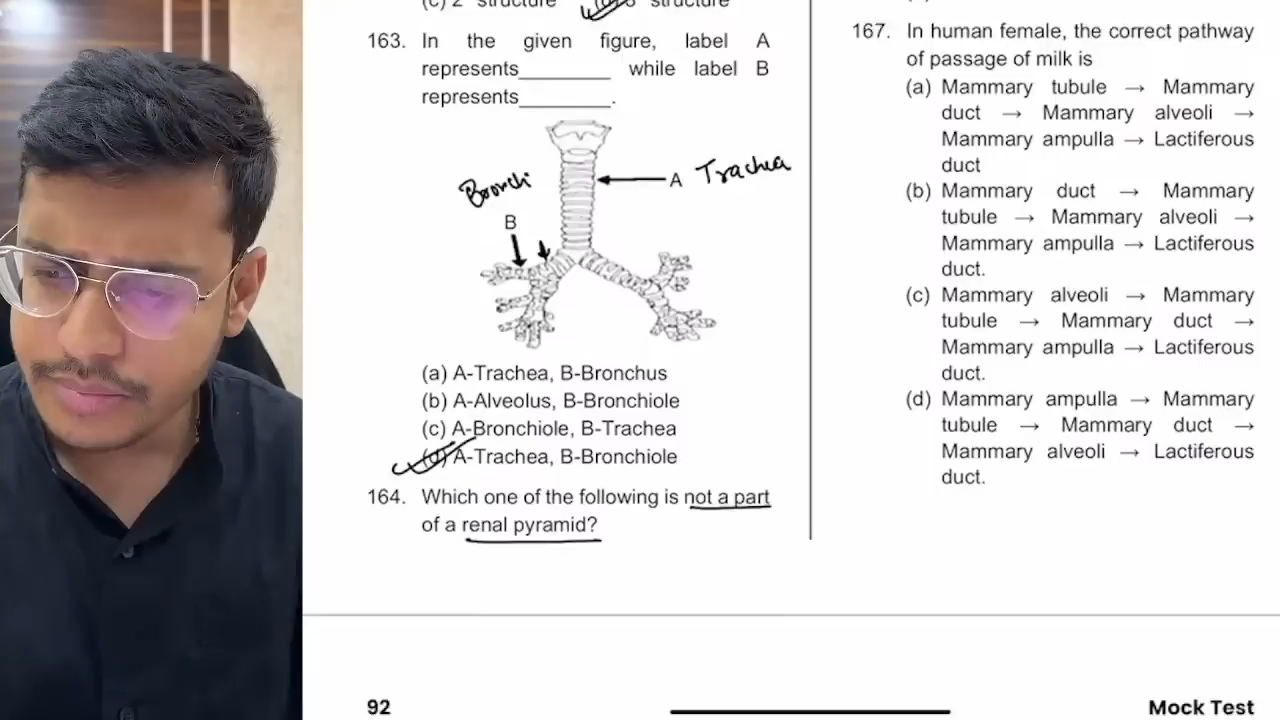 (c) 2° structure
structure
163. In the given figure, label A
represents_________ while label B
represents_________.
Bronchi
A Trachea
B
(a) A-Trachea, B-Bronchus
(b) A-Alveolus, B-Bronchiole
(c) A-Bronchiole, B-Trachea
(d) A-Trachea, B-Bronchiole
164. Which one of the following is not a part
of a renal pyramid?
167. In human female, the correct pathway
of passage of milk is
(a) Mammary tubule → Mammary
duct → Mammary alveoli →
Mammary ampulla → Lactiferous
duct
(b) Mammary duct → Mammary
tubule → Mammary alveoli →
Mammary ampulla → Lactiferous
duct.
(c) Mammary alveoli → Mammary
tubule → Mammary duct →
Mammary ampulla → Lactiferous
duct.
(d) Mammary ampulla → Mammary
tubule → Mammary duct →
Mammary alveoli → Lactiferous
duct.
92
Mock Test